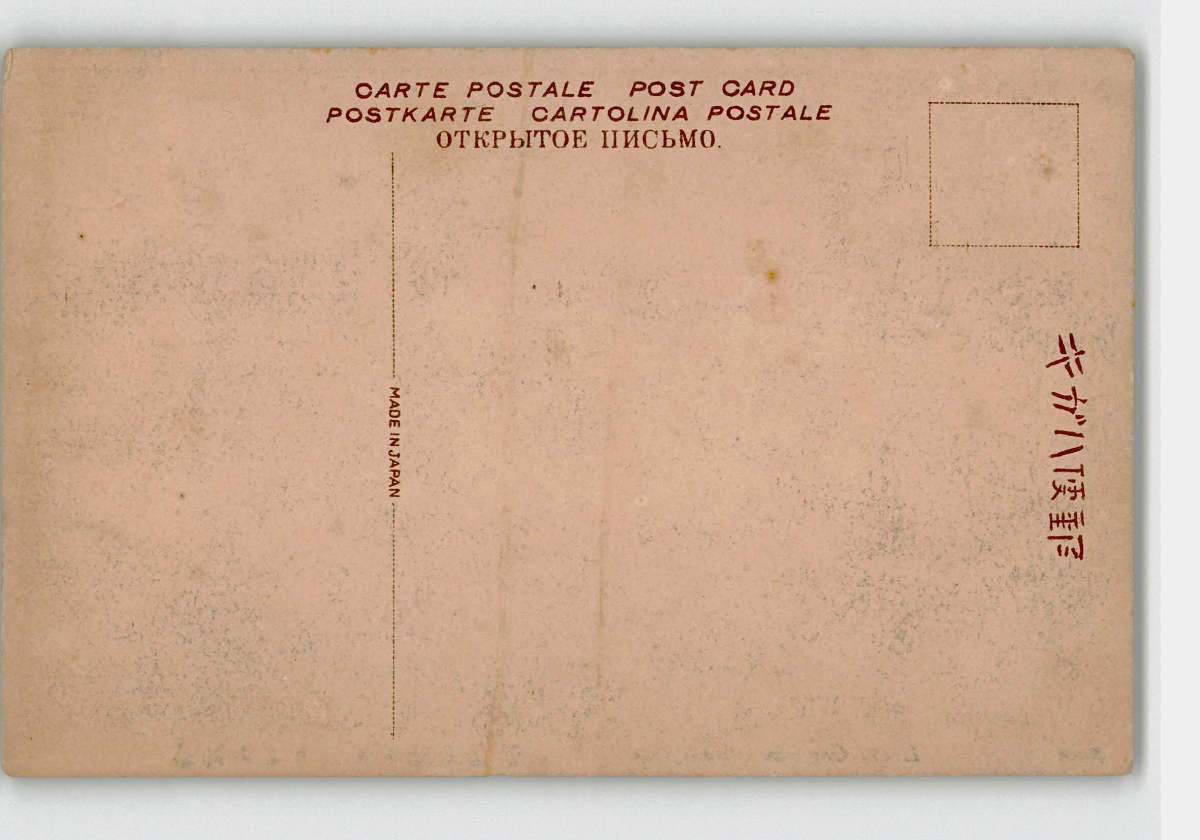 CARTE POSTALE POST CARD
POSTKARTE CARTOLINA POSTALE
ОТКРЫТОЕ ПИСЬМО.
MADE IN JAPAN
郵便ハガキ